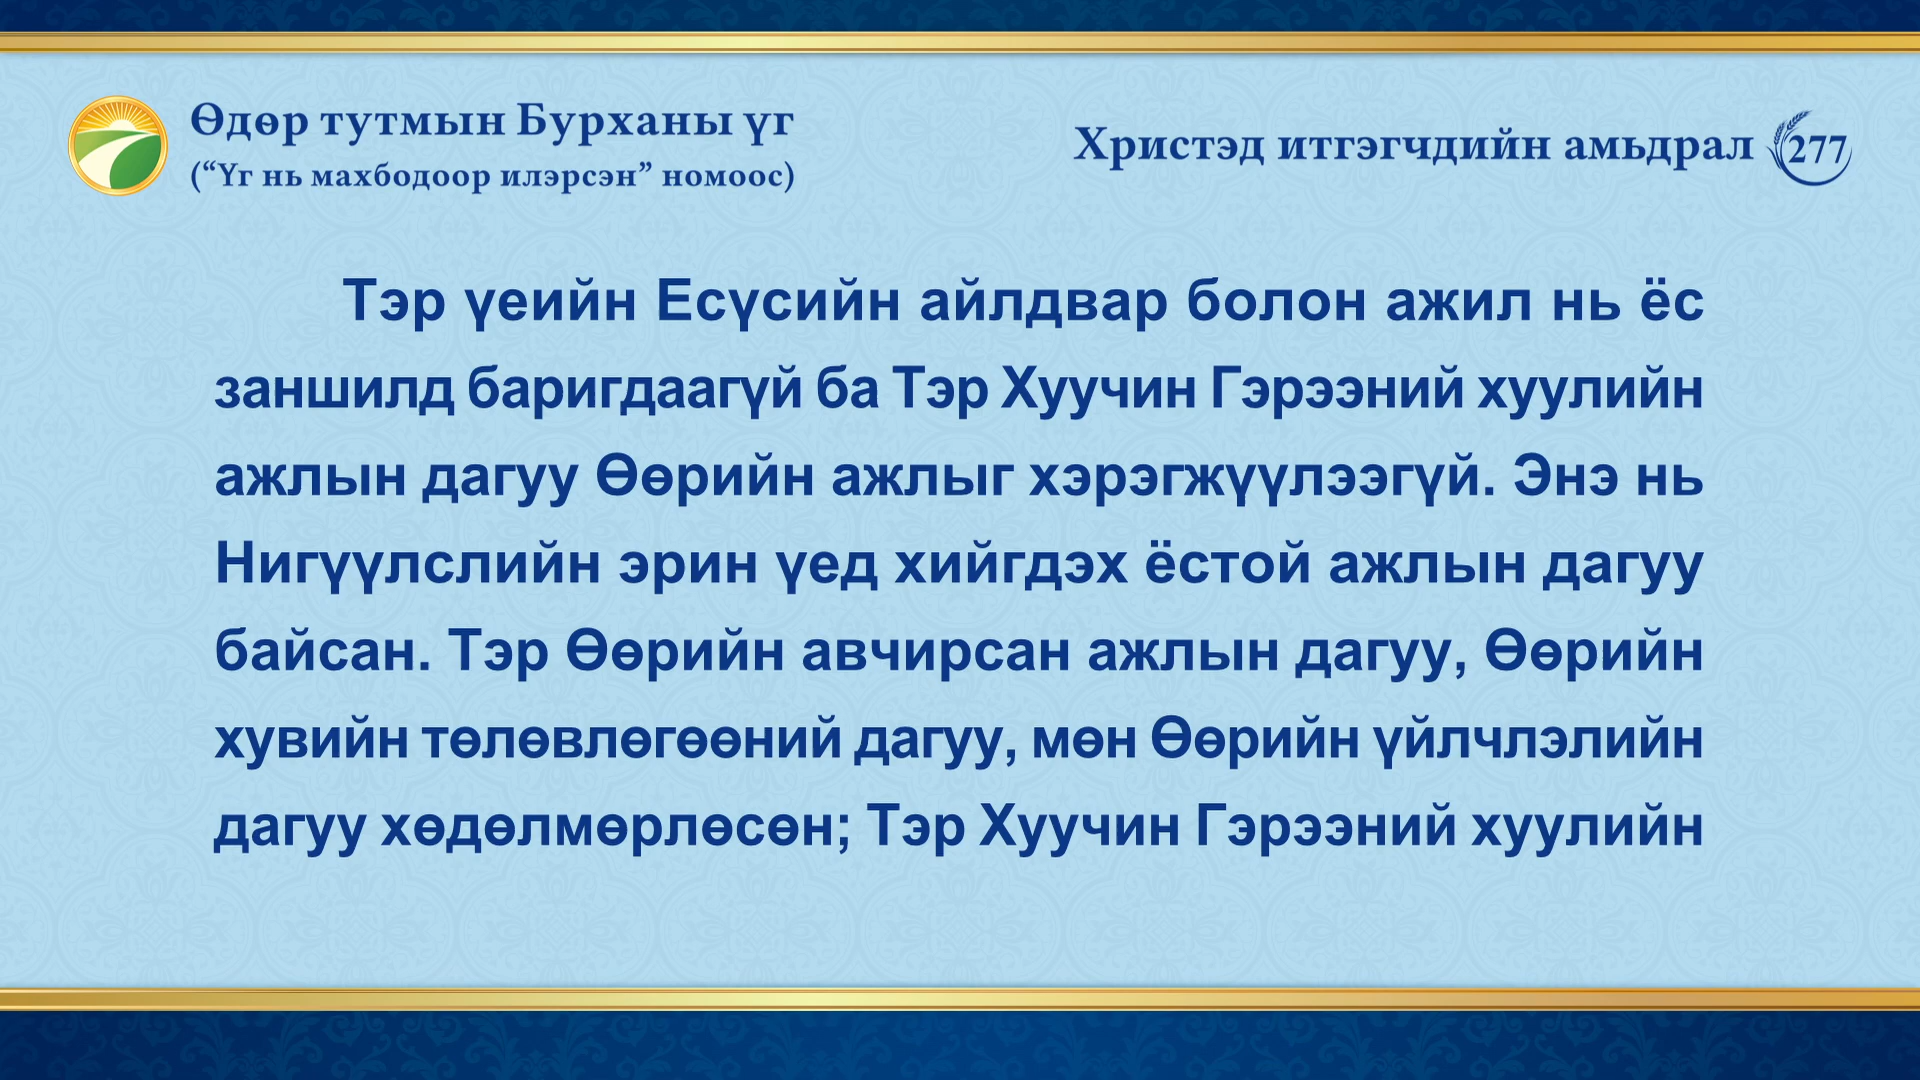 Өдөр тутмын Бурханы үг
(“Үг нь махбодоор илэрсэн” номоос)
Христэд итгэгчдийн амьдрал 277
Тэр үеийн Есүсийн айлдвар болон ажил нь ёс
заншилд баригдаагүй ба Тэр Хуучин Гэрээний хуулийн
ажлын дагуу Өөрийн ажлыг хэрэгжүүлээгүй. Энэ нь
Нигүүлслийн эрин үед хийгдэх ёстой ажлын дагуу
байсан. Тэр Өөрийн авчирсан ажлын дагуу, Өөрийн
хувийн төлөвлөгөөний дагуу, мөн Өөрийн үйлчлэлийн
дагуу хөдөлмөрлөсөн; Тэр Хуучин Гэрээний хуулийн